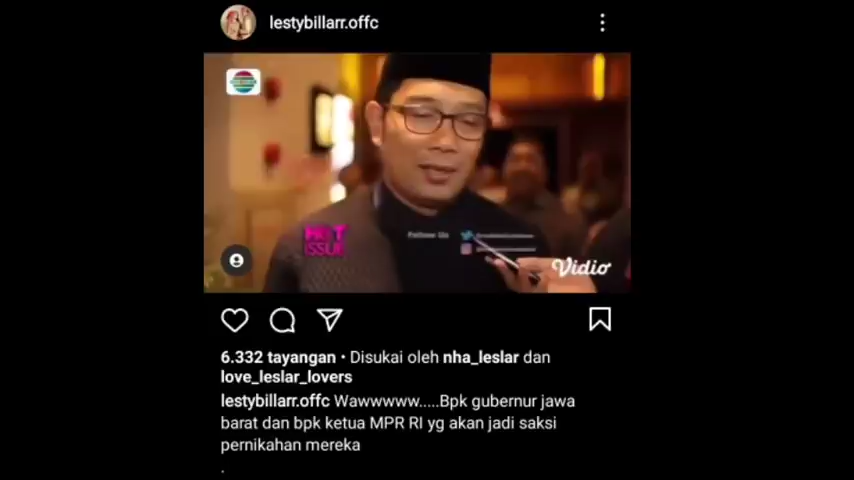 lestybillarr.offc
HOT
ISSUE
Follow Us
Vidio
6.332 tayangan • Disukai oleh nha_leslar dan
love_leslar_lovers
lestybillarr.offc Wawwwww.....Bpk gubernur jawa
barat dan bpk ketua MPR RI yg akan jadi saksi
pernikahan mereka
.